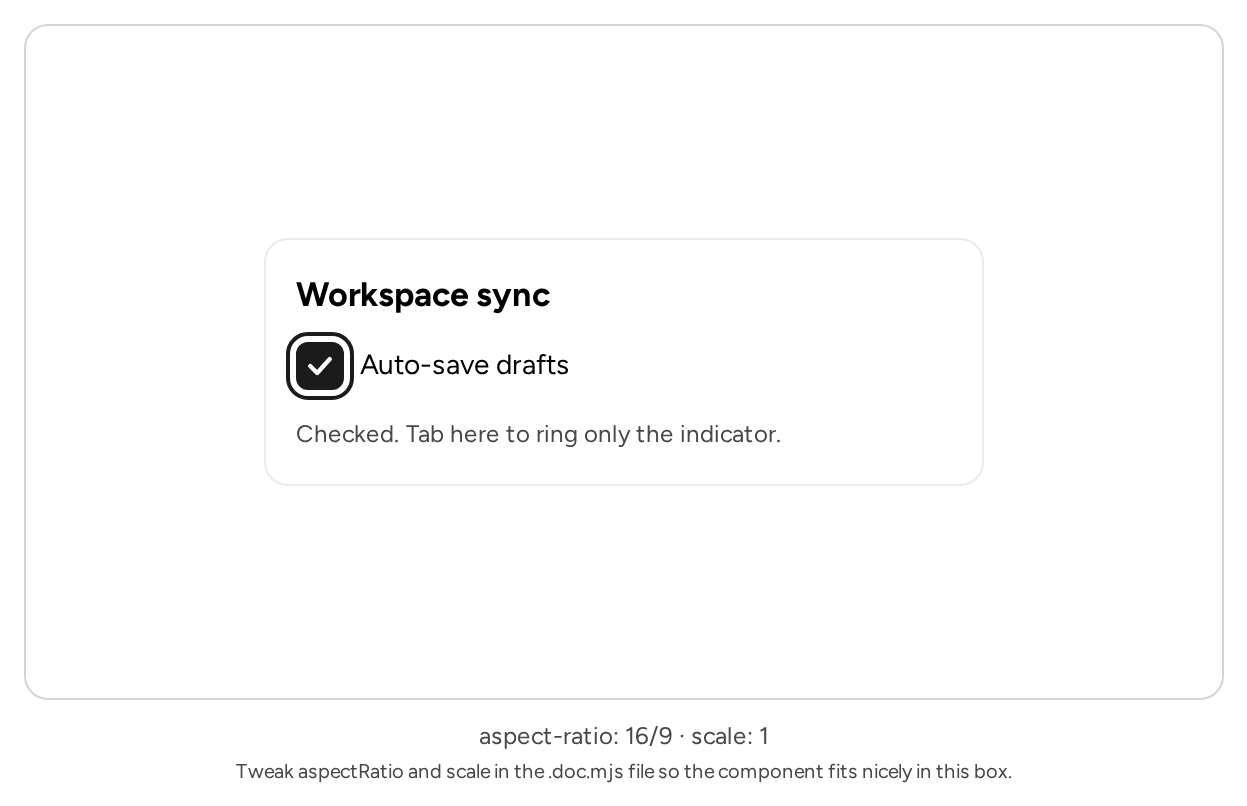 Workspace sync
Auto-save drafts
Checked. Tab here to ring only the indicator.
aspect-ratio: 16/9 · scale: 1
Tweak aspectRatio and scale in the .doc.mjs file so the component fits nicely in this box.